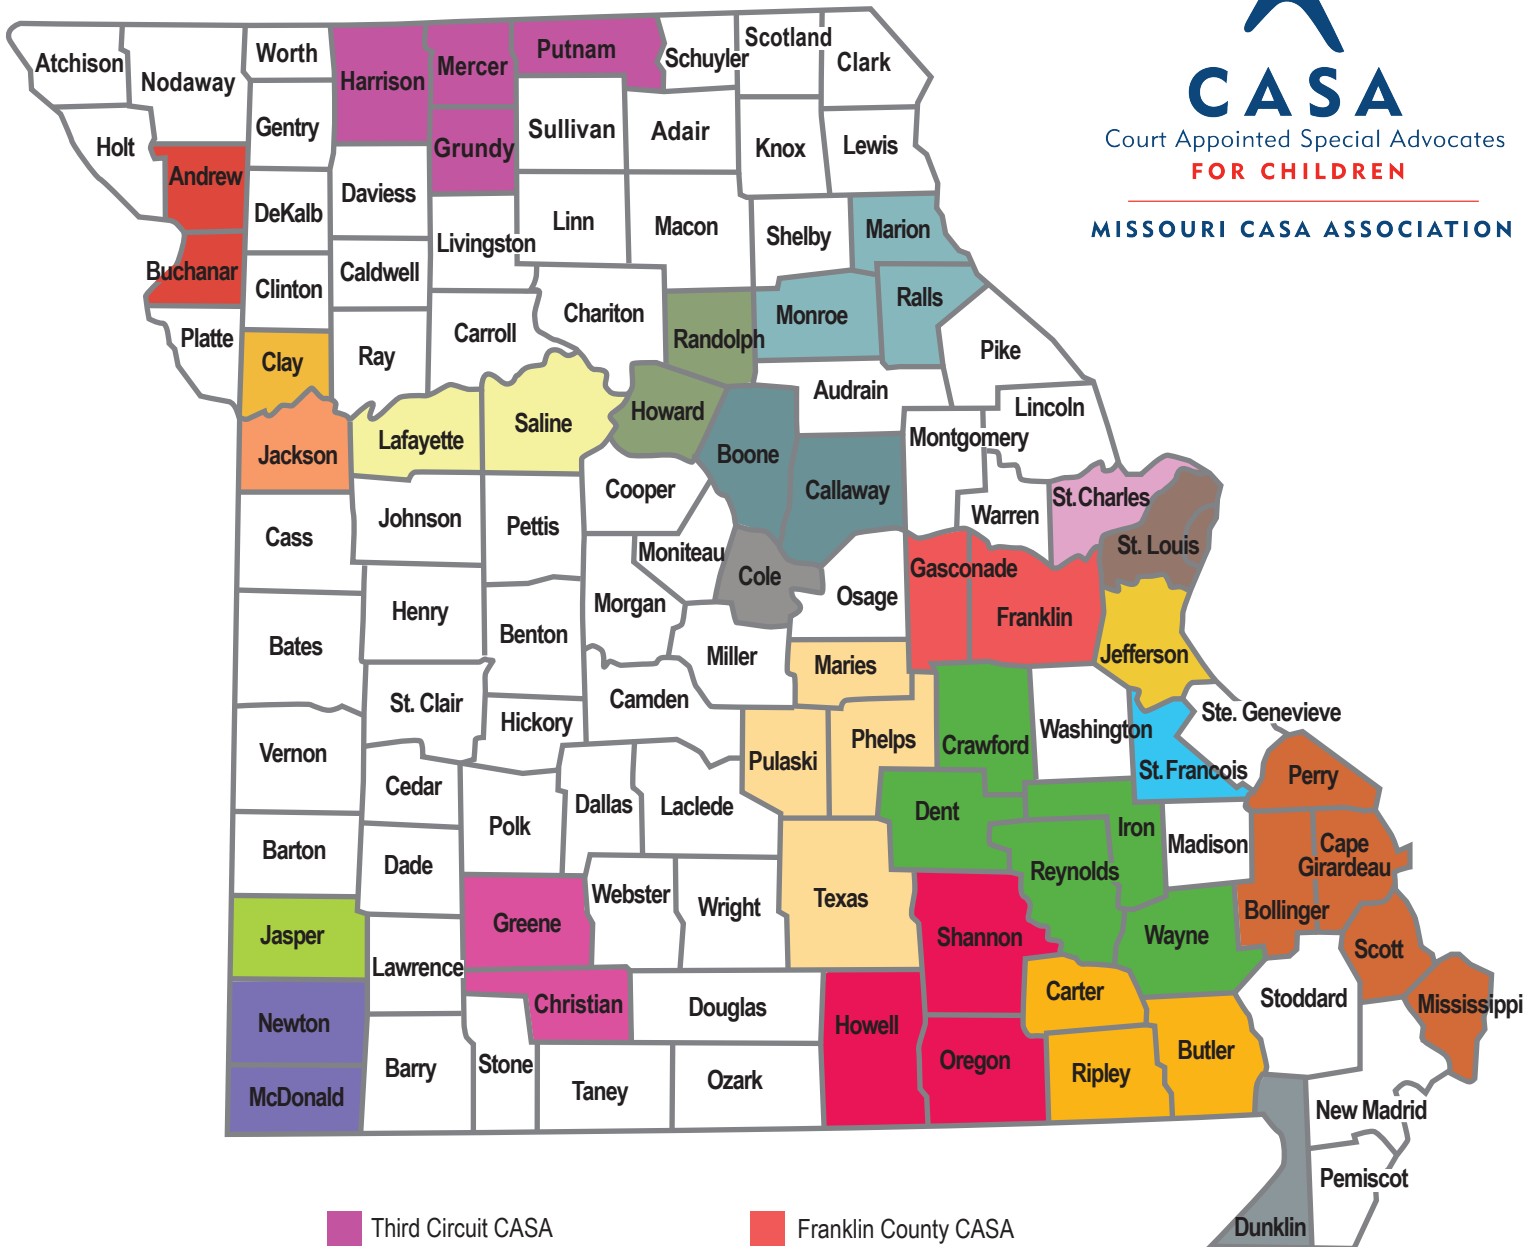 CASA
Court Appointed Special Advocates
FOR CHILDREN
MISSOURI CASA ASSOCIATION
Atchison
Nodaway
Worth
Harrison
Mercer
Putnam
Schuyler
Scotland
Clark
Holt
Gentry
Grundy
Sullivan
Adair
Knox
Lewis
Andrew
DeKalb
Daviess
Livingston
Linn
Macon
Shelby
Marion
Buchanar
Clinton
Caldwell
Carroll
Chariton
Randolph
Monroe
Ralls
Platte
Clay
Ray
Pike
Audrain
Lincoln
Jackson
Lafayette
Saline
Howard
Boone
Montgomery
Callaway
Cooper
St. Charles
Warren
Cass
Johnson
Pettis
Moniteau
St. Louis
Cole
Gasconade
Osage
Morgan
Franklin
Henry
Benton
Bates
Miller
Maries
Jefferson
St. Clair
Camden
Hickory
Ste. Genevieve
Washington
Vernon
Pulaski
Phelps
Crawford
St. Francois
Perry
Cedar
Dallas
Laclede
Dent
Polk
Iron
Madison
Cape
Girardeau
Barton
Dade
Reynolds
Webster
Wright
Texas
Bollinger
Jasper
Greene
Shannon
Wayne
Scott
Lawrence
Christian
Douglas
Carter
Stoddard
Mississippi
Newton
Howell
Butler
Barry
Stone
Taney
Ozark
Oregon
Ripley
McDonald
New Madrid
Pemiscot
Dunklin
Third Circuit CASA
Franklin County CASA